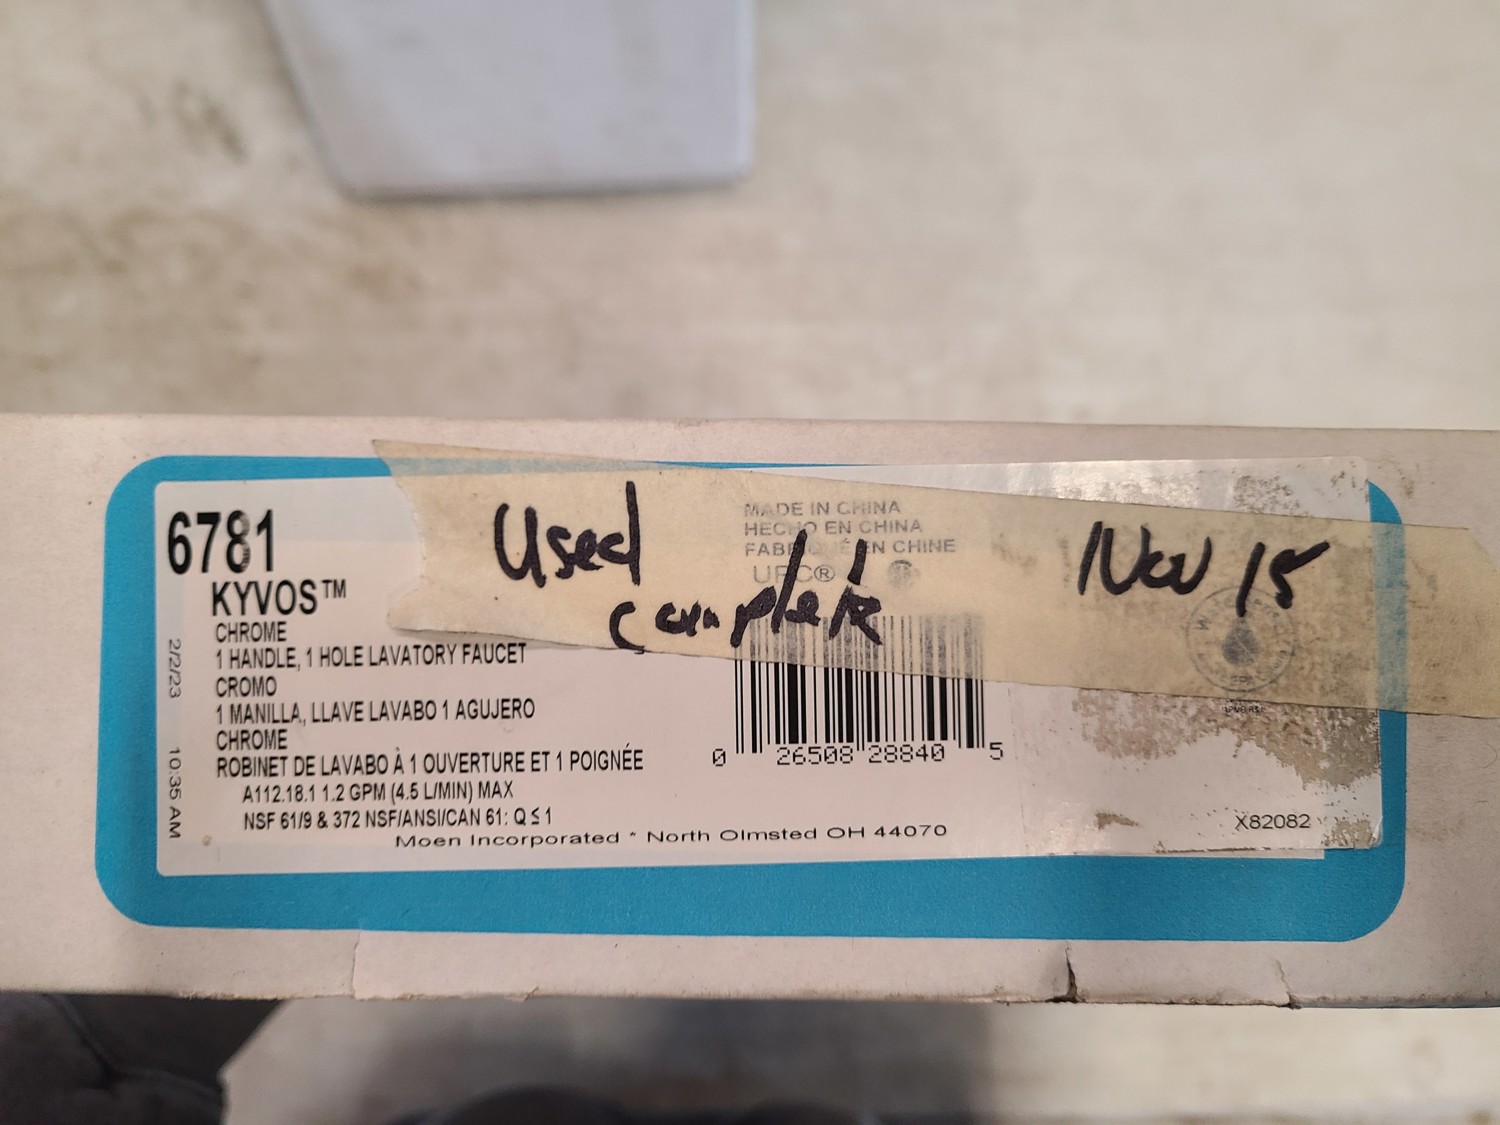 6781
KYVOS™
CHROME
1 HANDLE, 1 HOLE LAVATORY FAUCET
CROMO
1 MANILLA, LLAVE LAVABO 1 AGUJERO
CHROME
ROBINET DE LAVABO À 1 OUVERTURE ET 1 POIGNÉE
A112.18.1 1.2 GPM (4.5 L/MIN) MAX
NSF 61/9 & 372 NSF/ANSI/CAN 61: Q ≤ 1
Moen Incorporated * North Olmsted OH 44070
2/2/23 10:35 AM
Used
complete
Nov 15
MADE IN CHINA
HECHO EN CHINA
EN CHINE
UPC®
0 26508 28840 5
X82082